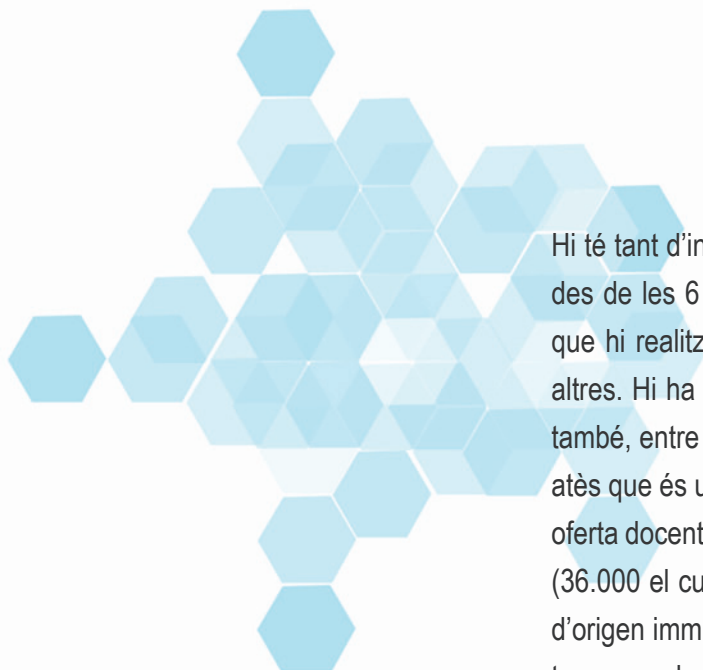 Hi té tant d'in
des de les 6
que hi realitz
altres. Hi ha
també, entre
atès que és u
oferta docent
(36.000 el cu
d'origen imm